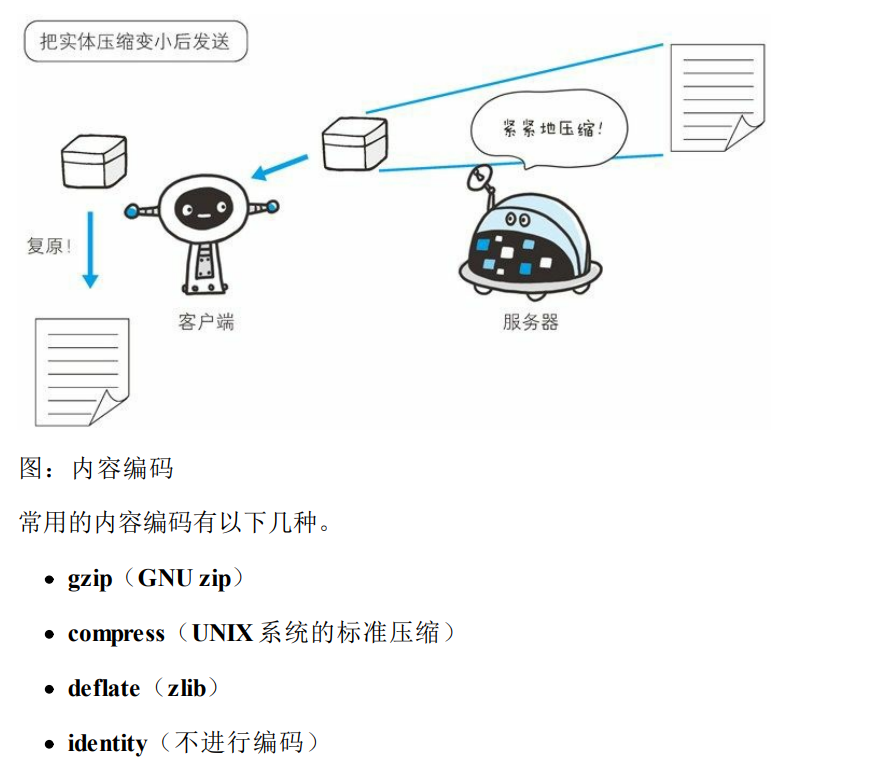 把实体压缩变小后发送
紧紧地压缩！
复原！
客户端
服务器
图：内容编码
常用的内容编码有以下几种。
• gzip（GNU zip）
• compress（UNIX 系统的标准压缩）
• deflate（zlib）
• identity（不进行编码）